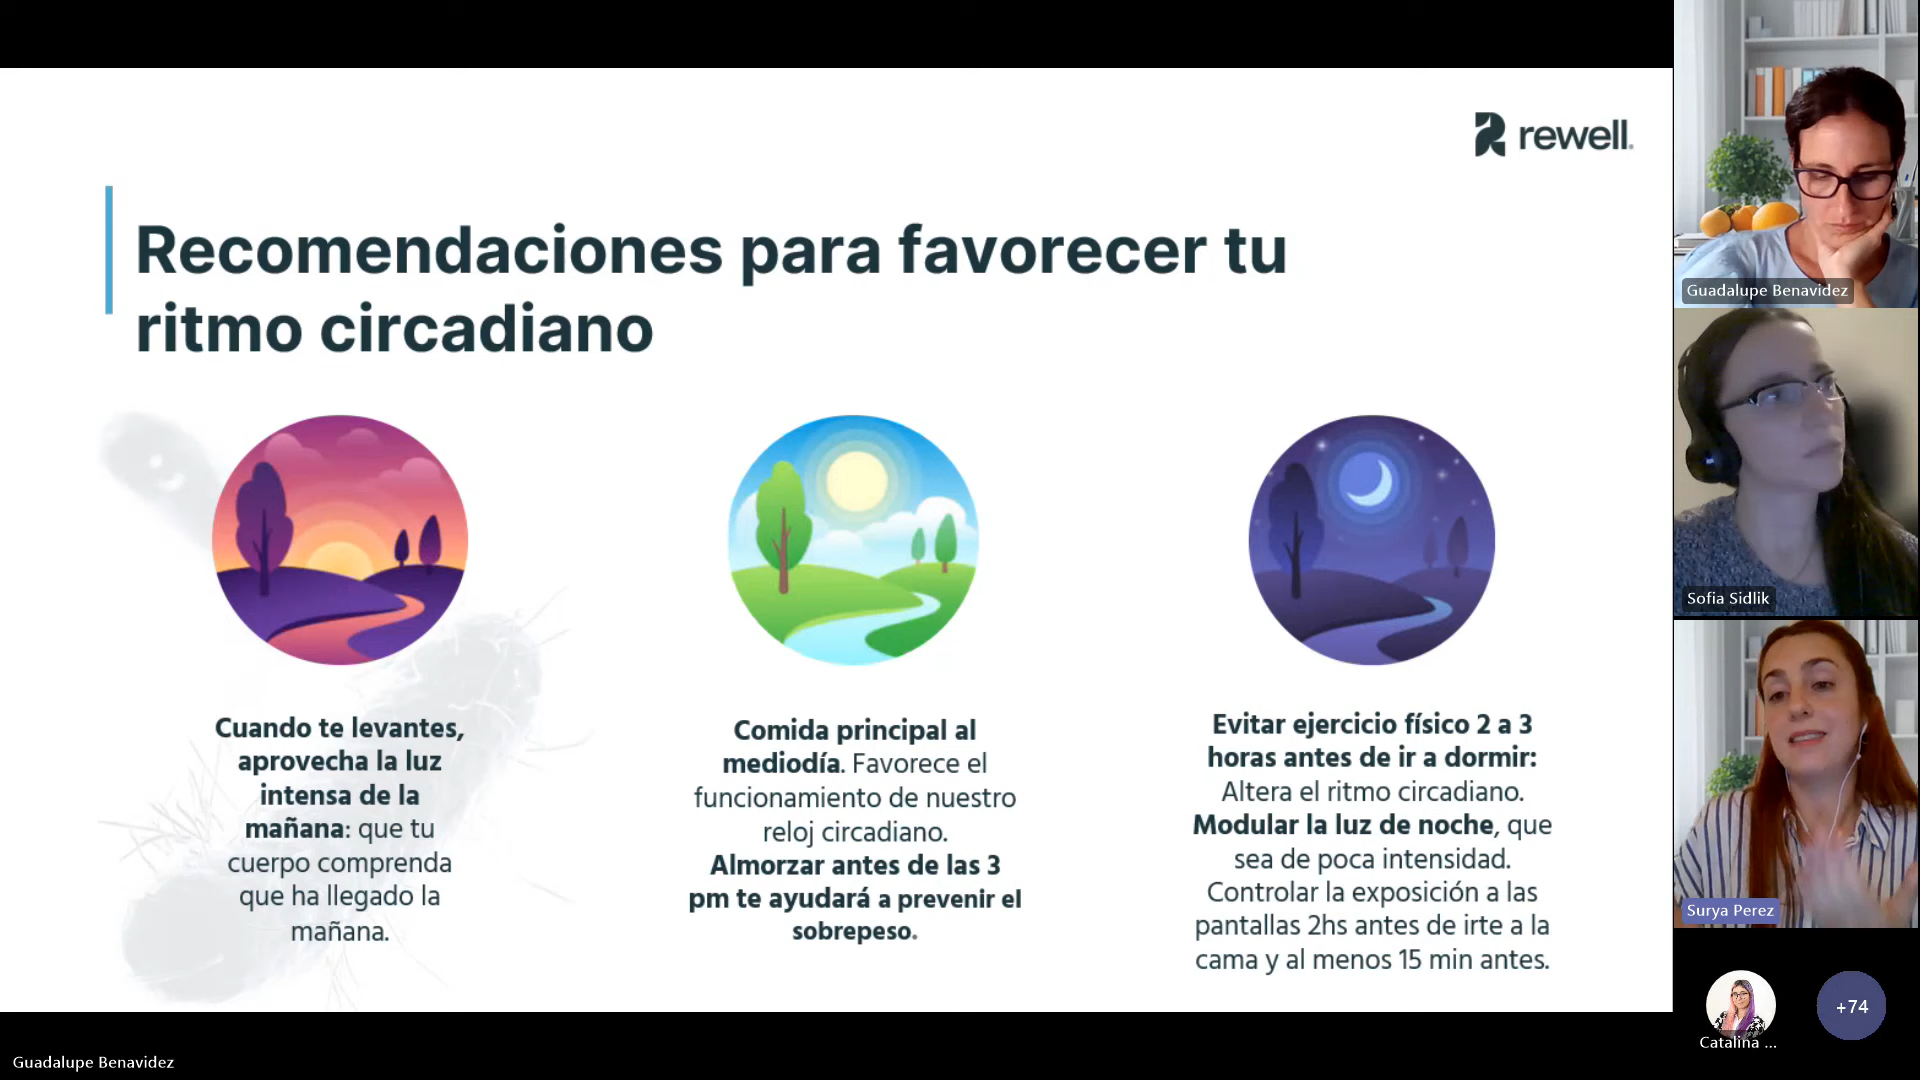 rewell.
Recomendaciones para favorecer tu
ritmo circadiano
Cuando te levantes,
aprovecha la luz
intensa de la
mañana: que tu
cuerpo comprenda
que ha llegado la
mañana.
Comida principal al
mediodía. Favorece el
funcionamiento de nuestro
reloj circadiano.
Almorzar antes de las 3
pm te ayudará a prevenir el
sobrepeso.
Evitar ejercicio físico 2 a 3
horas antes de ir a dormir:
Altera el ritmo circadiano.
Modular la luz de noche, que
sea de poca intensidad.
Controlar la exposición a las
pantallas 2hs antes de irte a la
cama y al menos 15 min antes.
Guadalupe Benavidez
Sofia Sidlik
Surya Perez
Catalina ...
+74
Guadalupe Benavidez